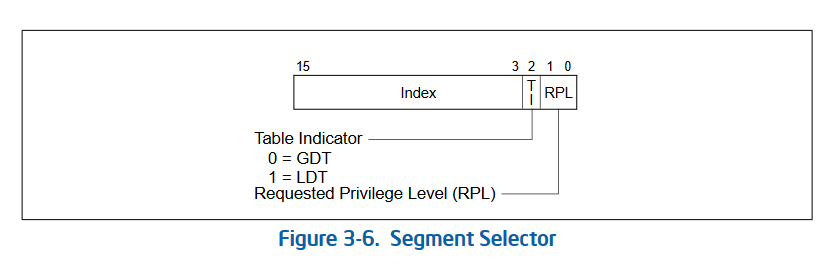 15 3 2 1 0
Index TI RPL
Table Indicator
0 = GDT
1 = LDT
Requested Privilege Level (RPL)
Figure 3-6. Segment Selector